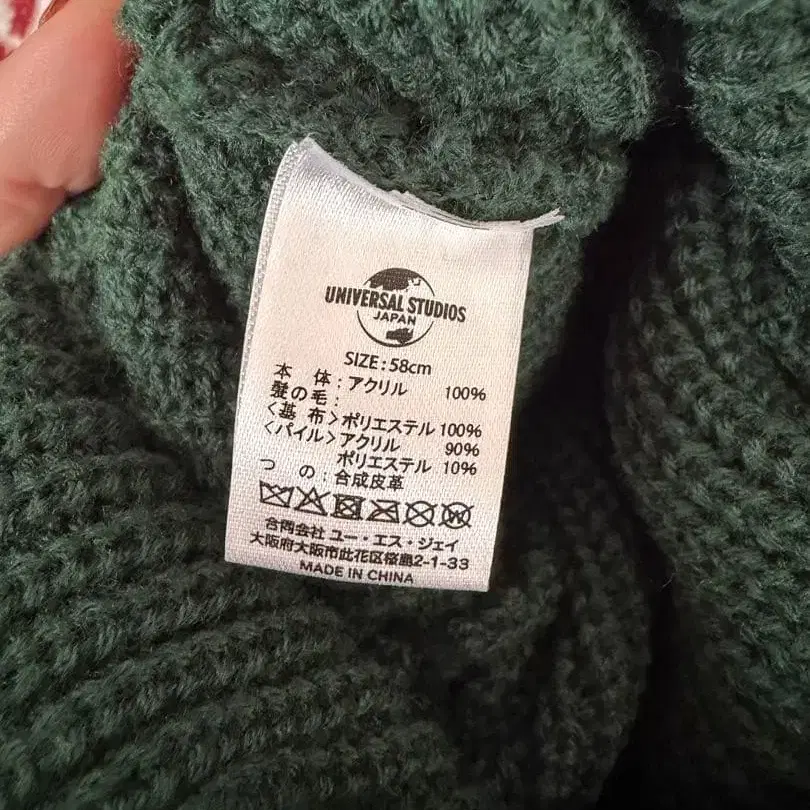 UNIVERSAL STUDIOS
JAPAN
SIZE:58cm
本 体:アクリル 100%
髪の毛:
<基 布>ポリエステル 100%
<パイル>アクリル 90%
ポリエステル 10%
つ の:合成皮革
合同会社 ユー・エス・ジェイ
大阪府大阪市此花区桜島2-1-33
MADE IN CHINA